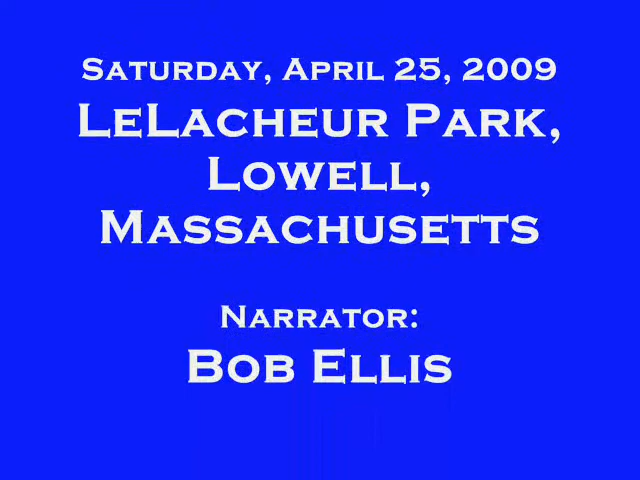 Saturday, April 25, 2009
LeLacheur Park,
Lowell,
Massachusetts
Narrator:
Bob Ellis